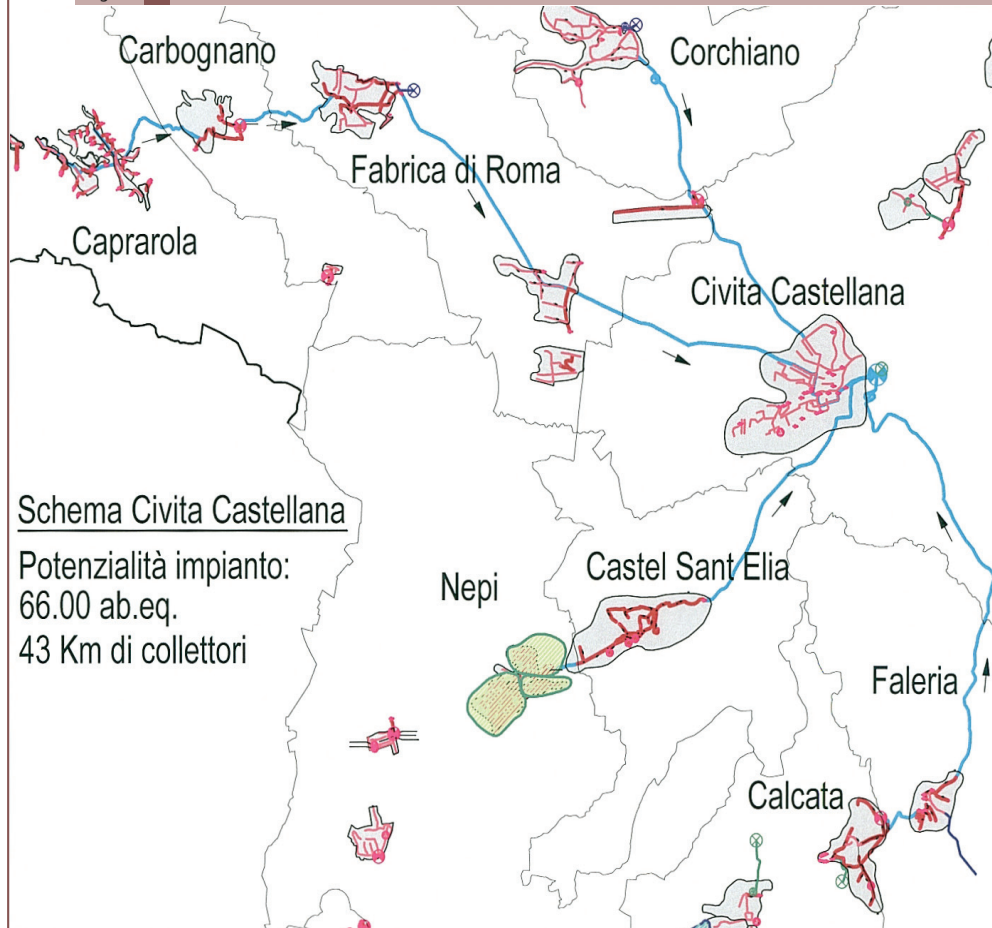 Carbognano
Corchiano
Fabrica di Roma
Caprarola
Civita Castellana
Schema Civita Castellana
Potenzialità impianto:
66.00 ab.eq.
43 Km di collettori
Nepi
Castel Sant Elia
Faleria
Calcata